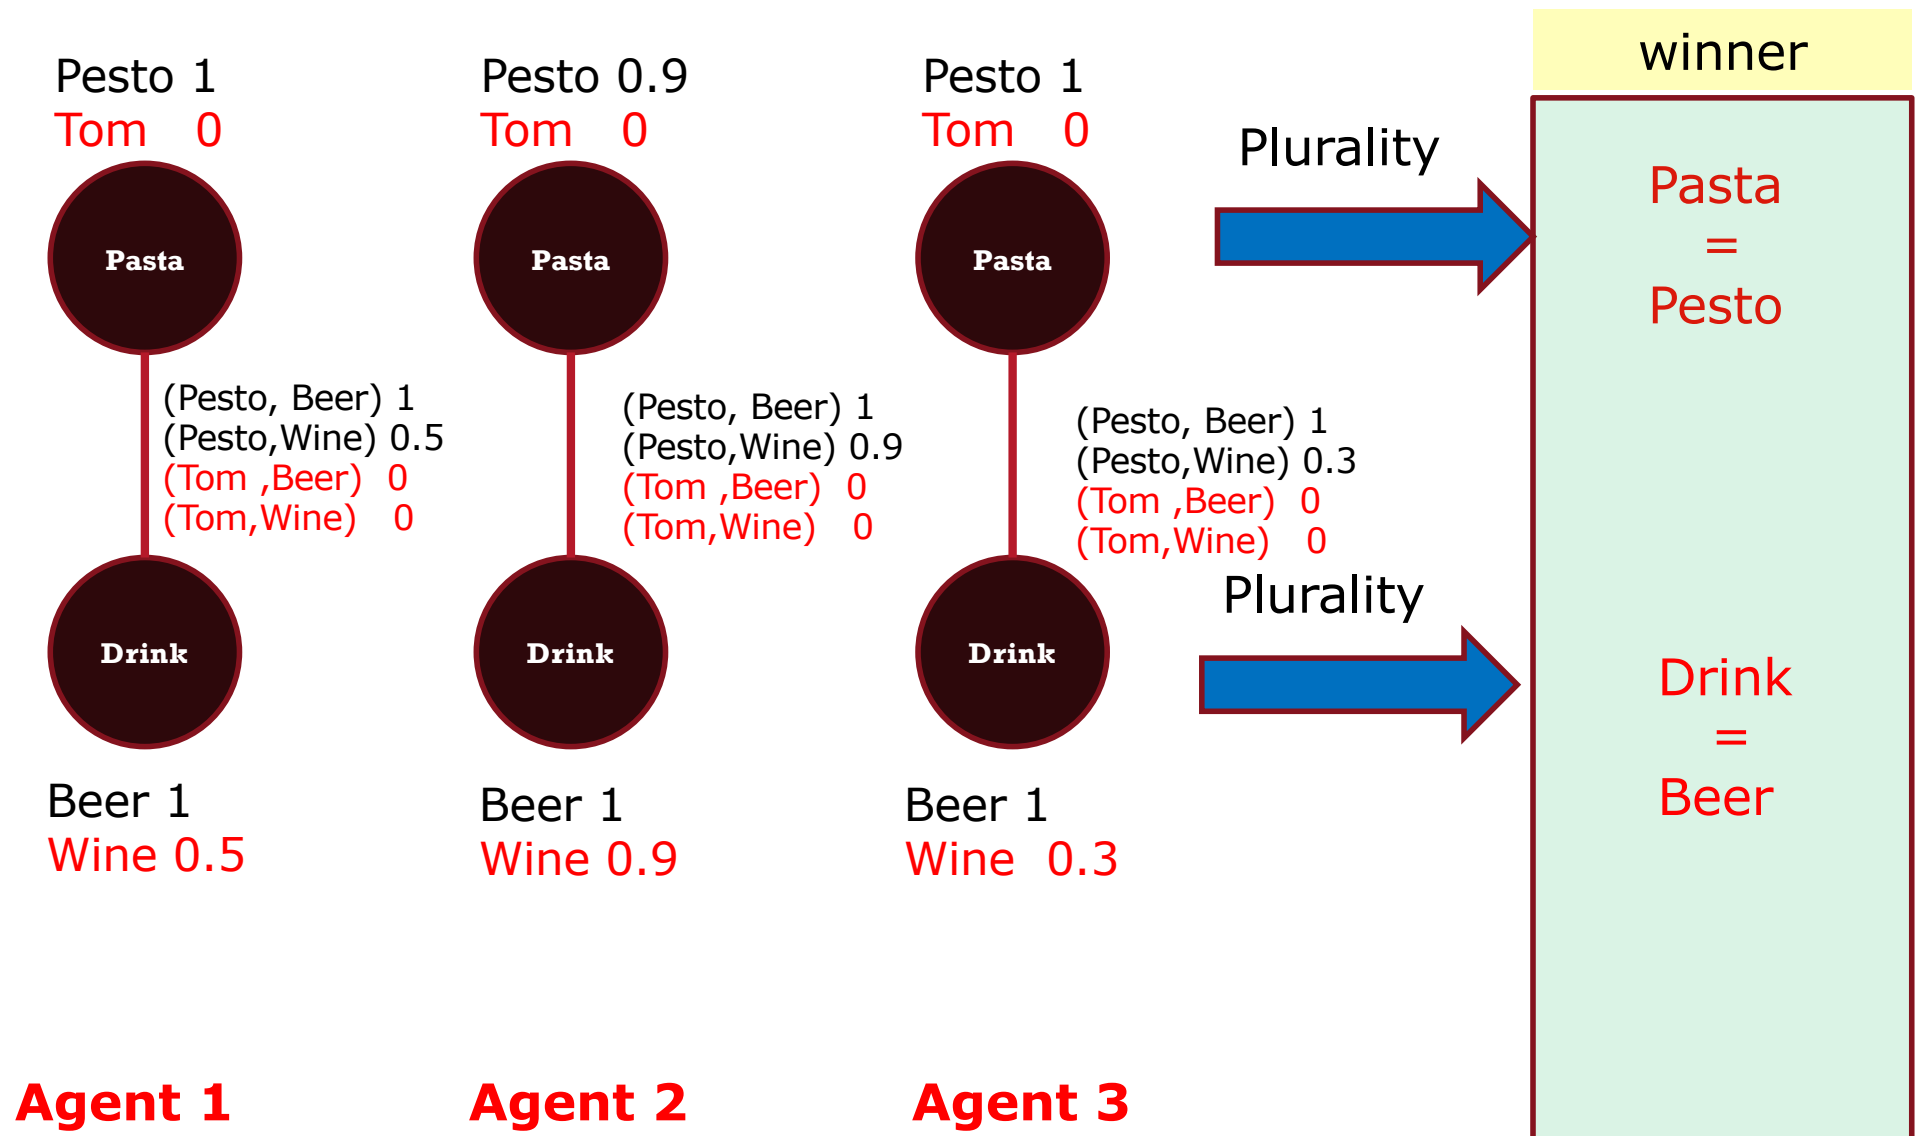 winner
Pesto 1
Tom 0
Pasta
(Pesto, Beer) 1
(Pesto,Wine) 0.5
(Tom ,Beer) 0
(Tom,Wine) 0
Drink
Beer 1
Wine 0.5
Agent 1
Pesto 0.9
Tom 0
Pasta
(Pesto, Beer) 1
(Pesto,Wine) 0.9
(Tom ,Beer) 0
(Tom,Wine) 0
Drink
Beer 1
Wine 0.9
Agent 2
Pesto 1
Tom 0
Pasta
(Pesto, Beer) 1
(Pesto,Wine) 0.3
(Tom ,Beer) 0
(Tom,Wine) 0
Drink
Beer 1
Wine 0.3
Agent 3
Plurality
Plurality
Pasta
=
Pesto
Drink
=
Beer